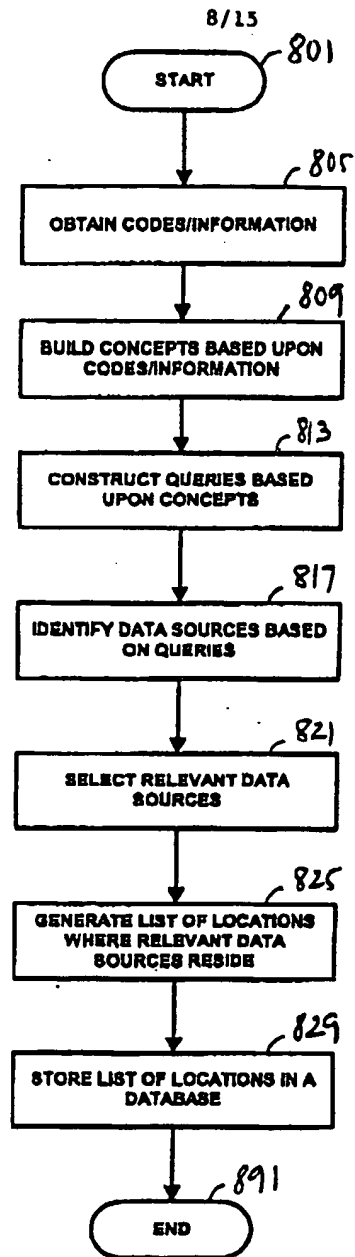 8/15
801
START
805
OBTAIN CODES/INFORMATION
809
BUILD CONCEPTS BASED UPON
CODES/INFORMATION
813
CONSTRUCT QUERIES BASED
UPON CONCEPTS
817
IDENTIFY DATA SOURCES BASED
ON QUERIES
821
SELECT RELEVANT DATA
SOURCES
825
GENERATE LIST OF LOCATIONS
WHERE RELEVANT DATA
SOURCES RESIDE
829
STORE LIST OF LOCATIONS IN A
DATABASE
891
END